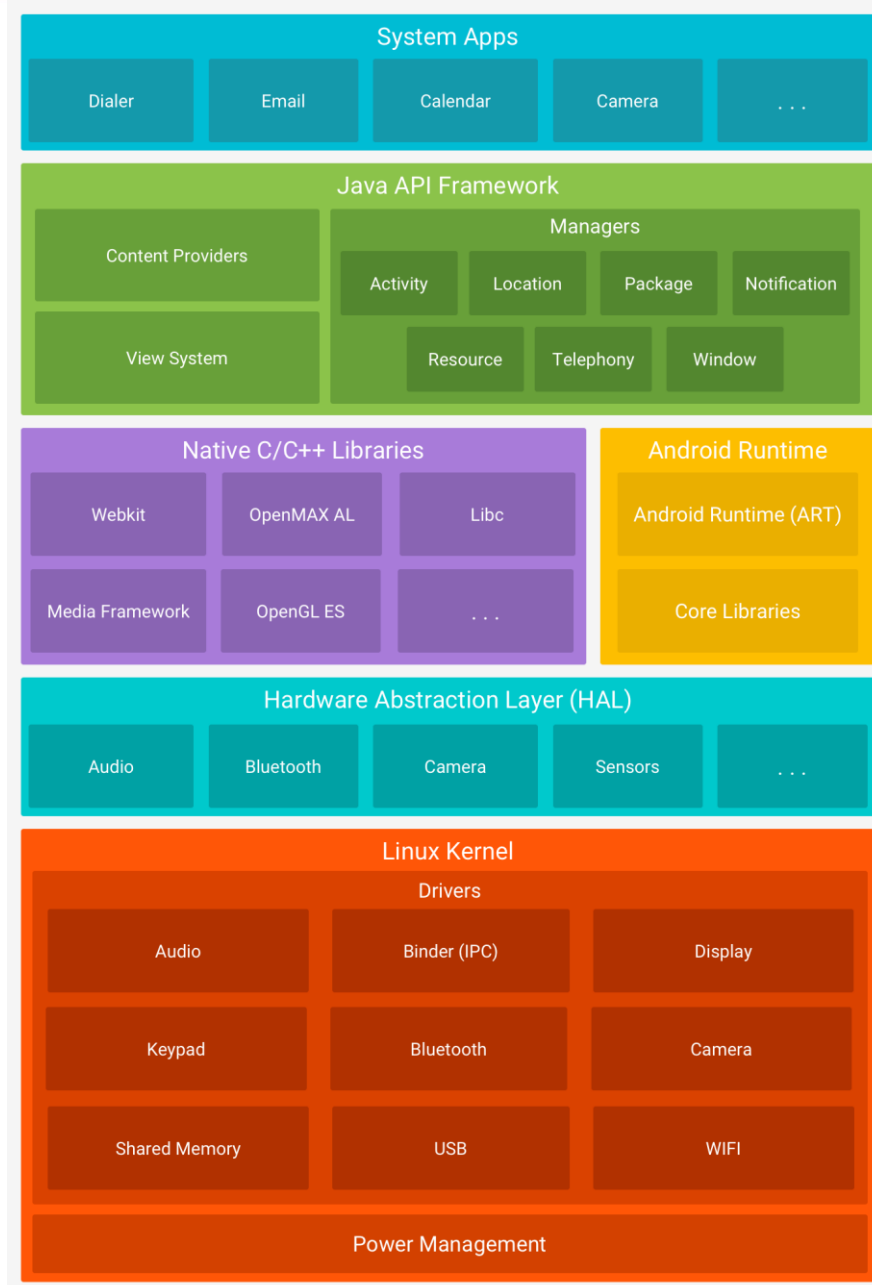 System Apps
Dialer
Email
Calendar
Camera
. . .
Java API Framework
Content Providers
View System
Managers
Activity
Location
Package
Notification
Resource
Telephony
Window
Native C/C++ Libraries
Webkit
OpenMAX AL
Libc
Media Framework
OpenGL ES
. . .
Android Runtime
Android Runtime (ART)
Core Libraries
Hardware Abstraction Layer (HAL)
Audio
Bluetooth
Camera
Sensors
. . .
Linux Kernel
Drivers
Audio
Binder (IPC)
Display
Keypad
Bluetooth
Camera
Shared Memory
USB
WIFI
Power Management